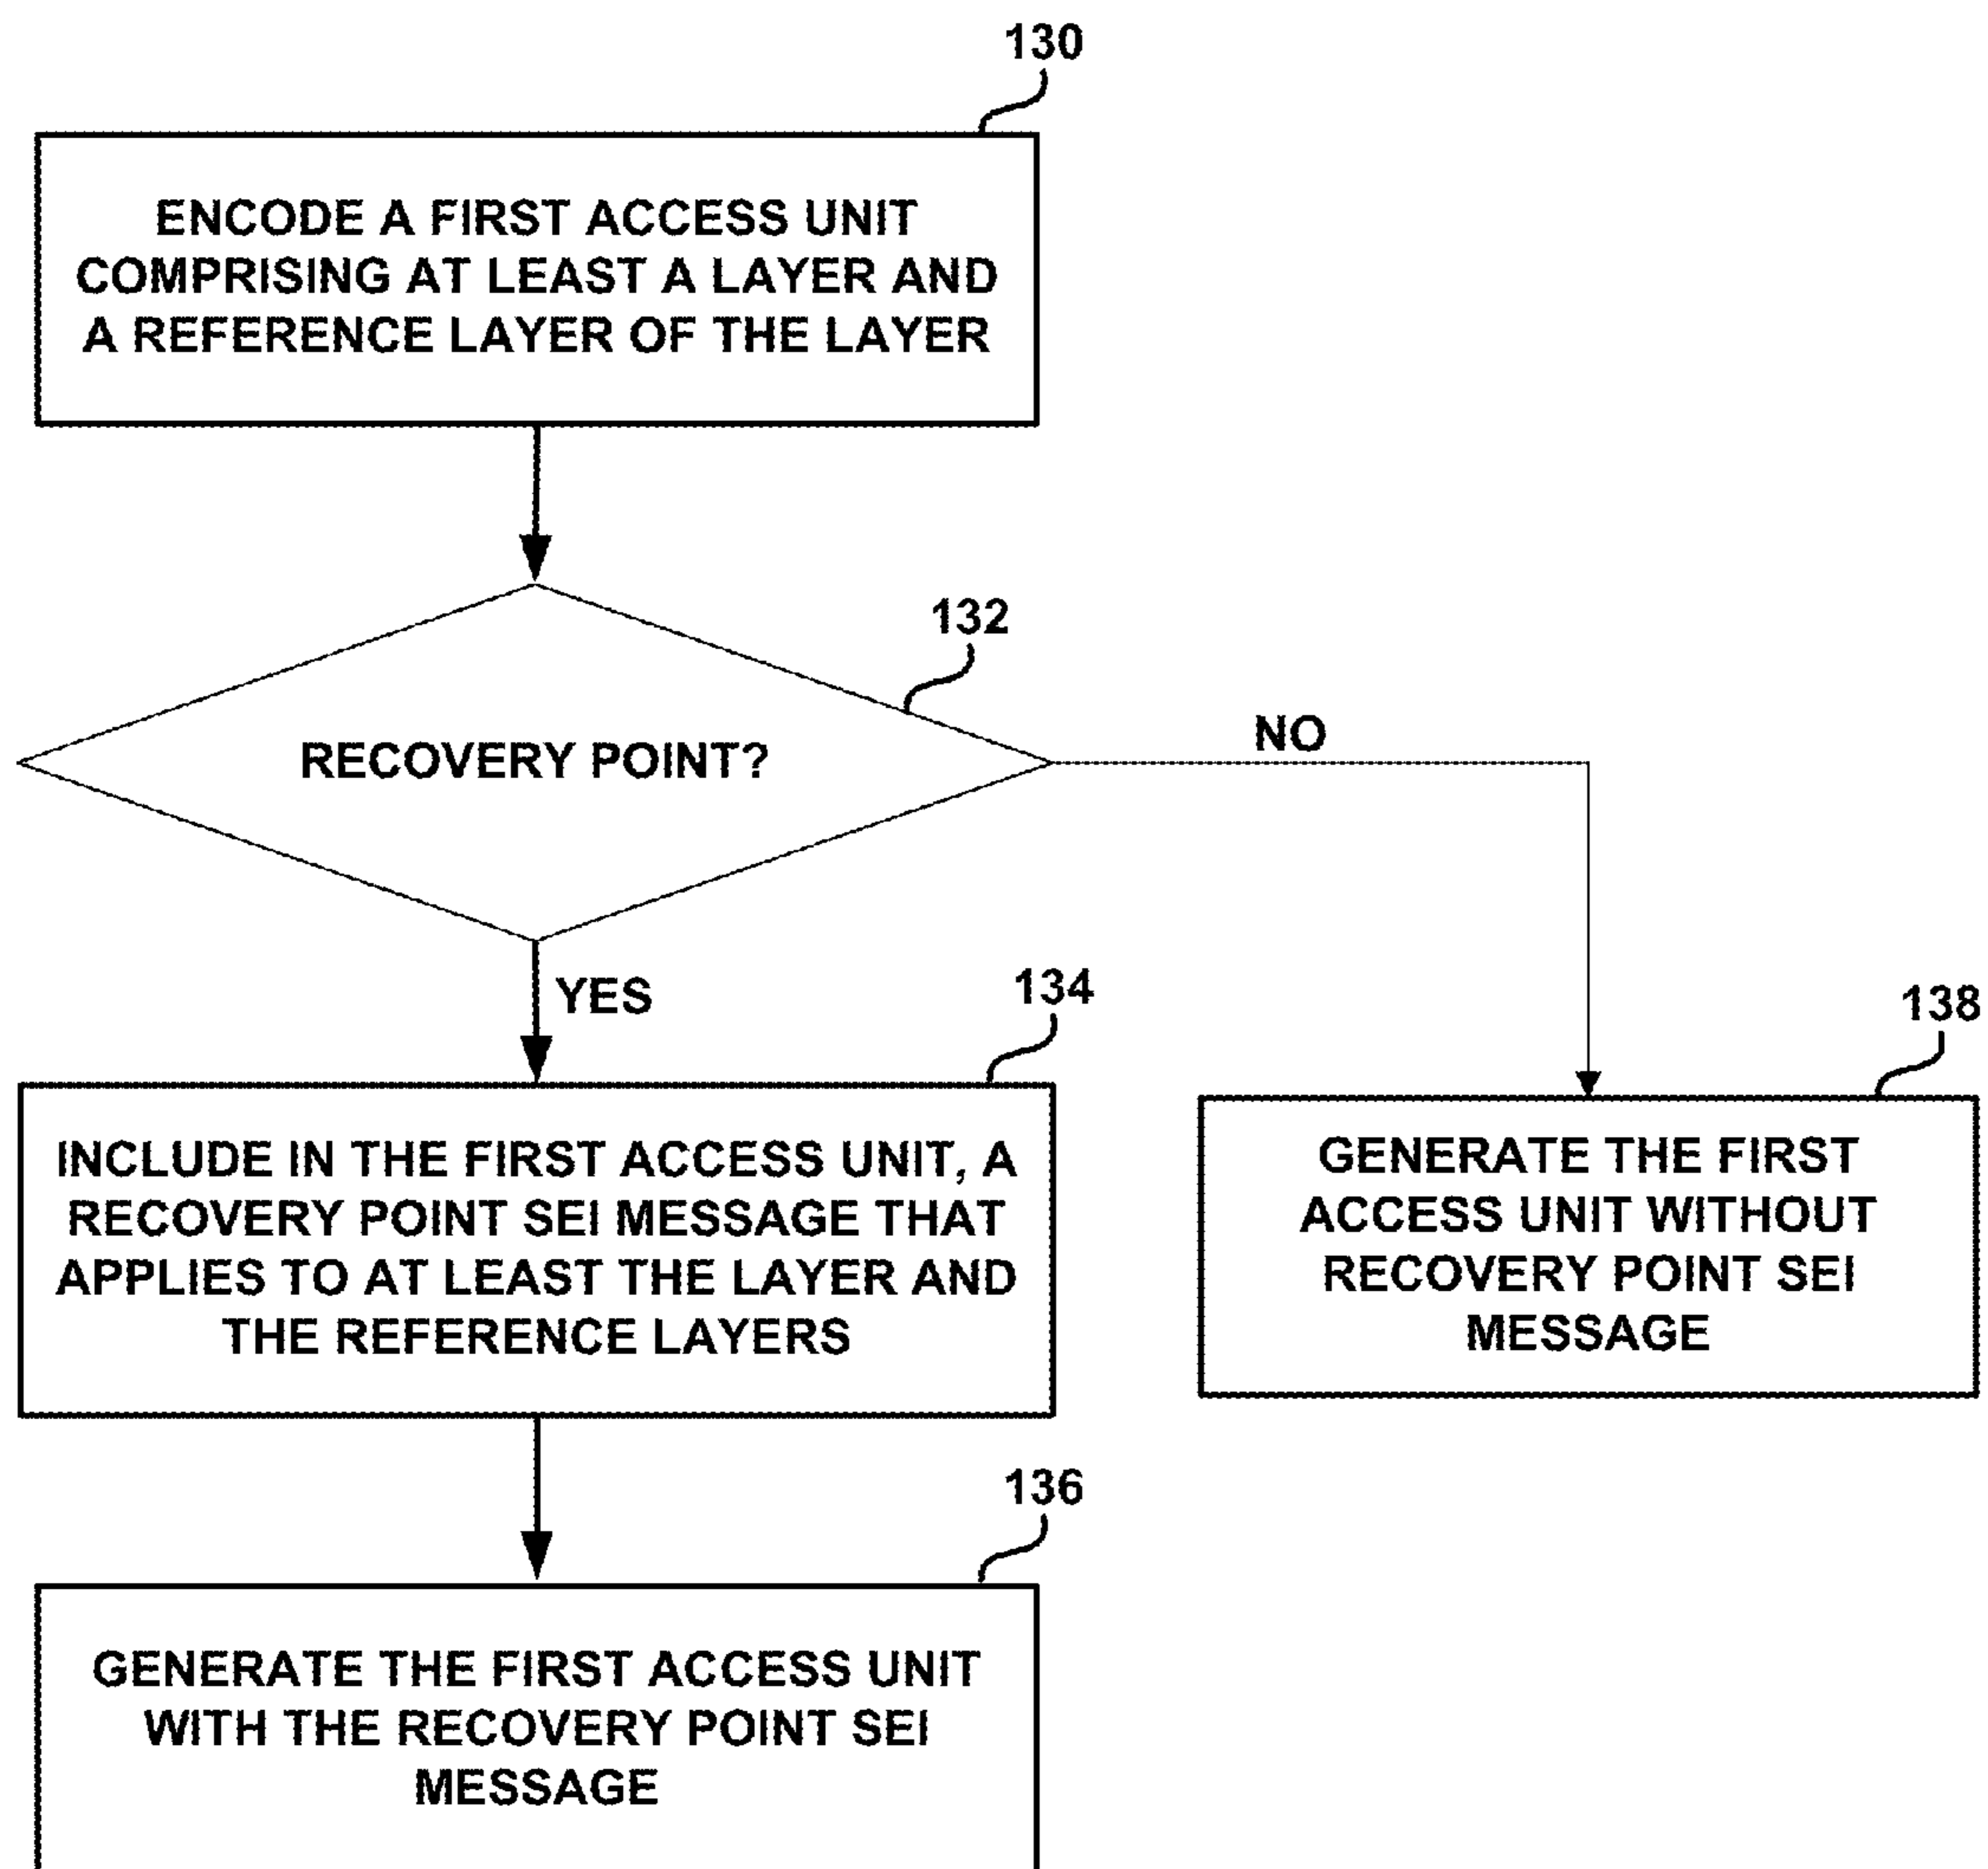 130
ENCODE A FIRST ACCESS UNIT
COMPRISING AT LEAST A LAYER AND
A REFERENCE LAYER OF THE LAYER
132
RECOVERY POINT?
NO
YES
134
INCLUDE IN THE FIRST ACCESS UNIT, A
RECOVERY POINT SEI MESSAGE THAT
APPLIES TO AT LEAST THE LAYER AND
THE REFERENCE LAYERS
138
GENERATE THE FIRST
ACCESS UNIT WITHOUT
RECOVERY POINT SEI
MESSAGE
136
GENERATE THE FIRST ACCESS UNIT
WITH THE RECOVERY POINT SEI
MESSAGE